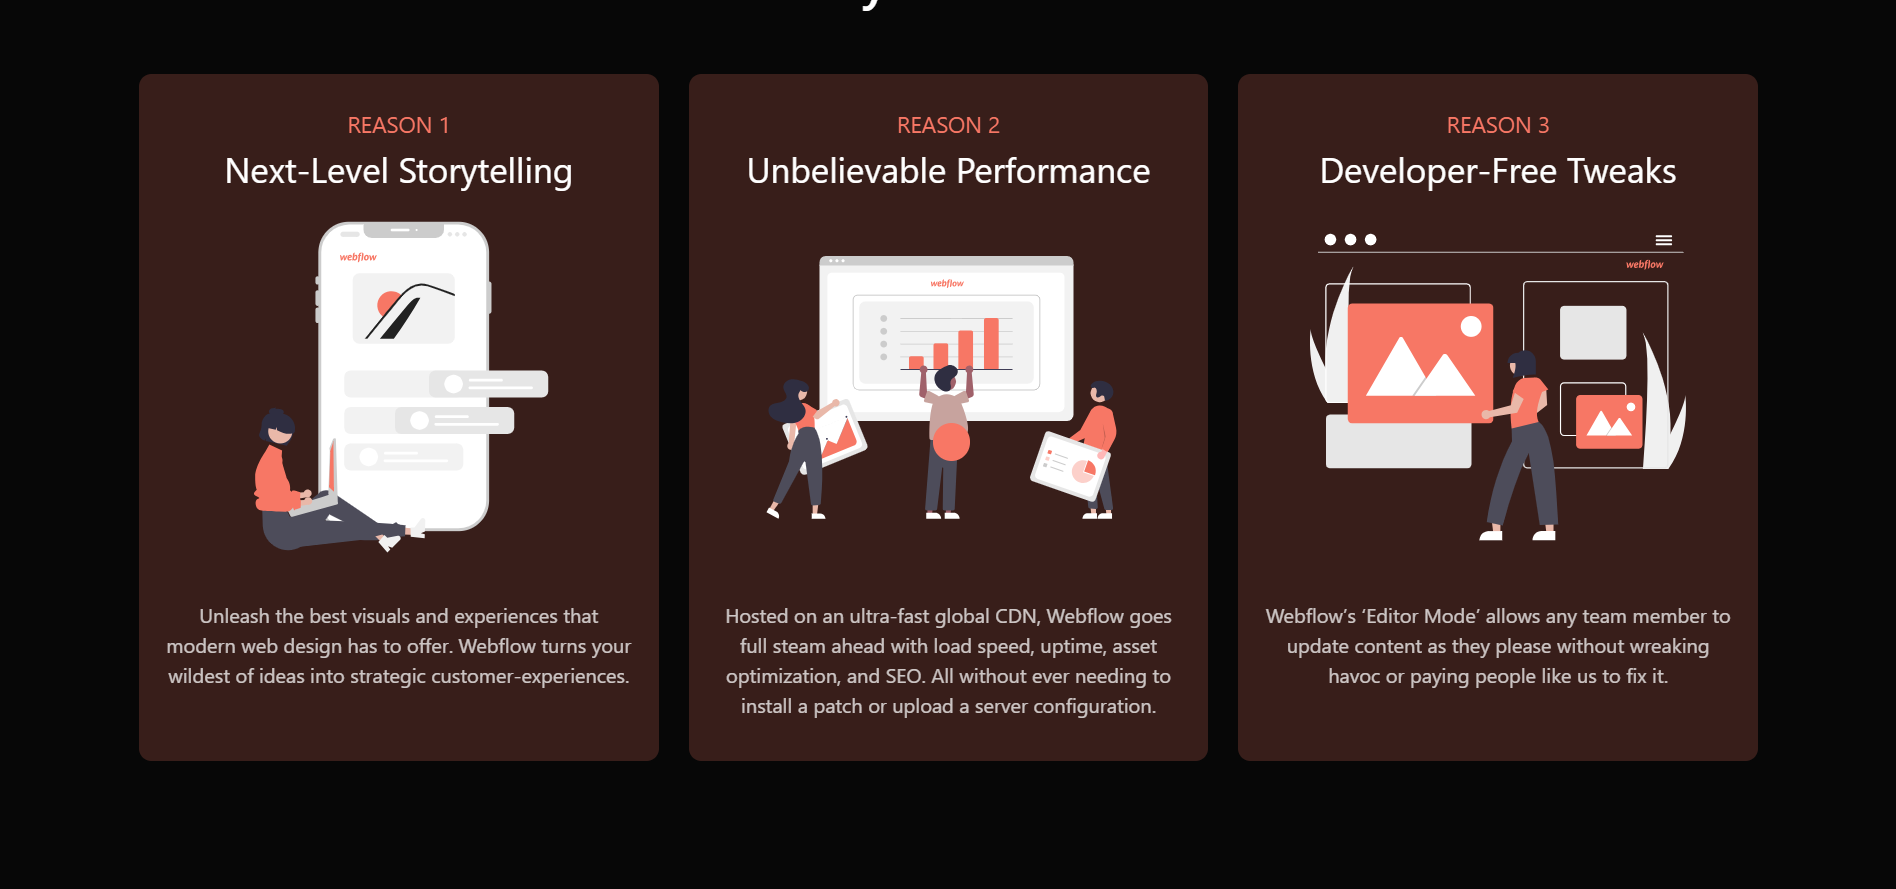 REASON 1
Next-Level Storytelling
webflow
Unleash the best visuals and experiences that
modern web design has to offer. Webflow turns your
wildest of ideas into strategic customer-experiences.
REASON 2
Unbelievable Performance
webflow
Hosted on an ultra-fast global CDN, Webflow goes
full steam ahead with load speed, uptime, asset
optimization, and SEO. All without ever needing to
install a patch or upload a server configuration.
REASON 3
Developer-Free Tweaks
webflow
Webflow’s ‘Editor Mode’ allows any team member to
update content as they please without wreaking
havoc or paying people like us to fix it.